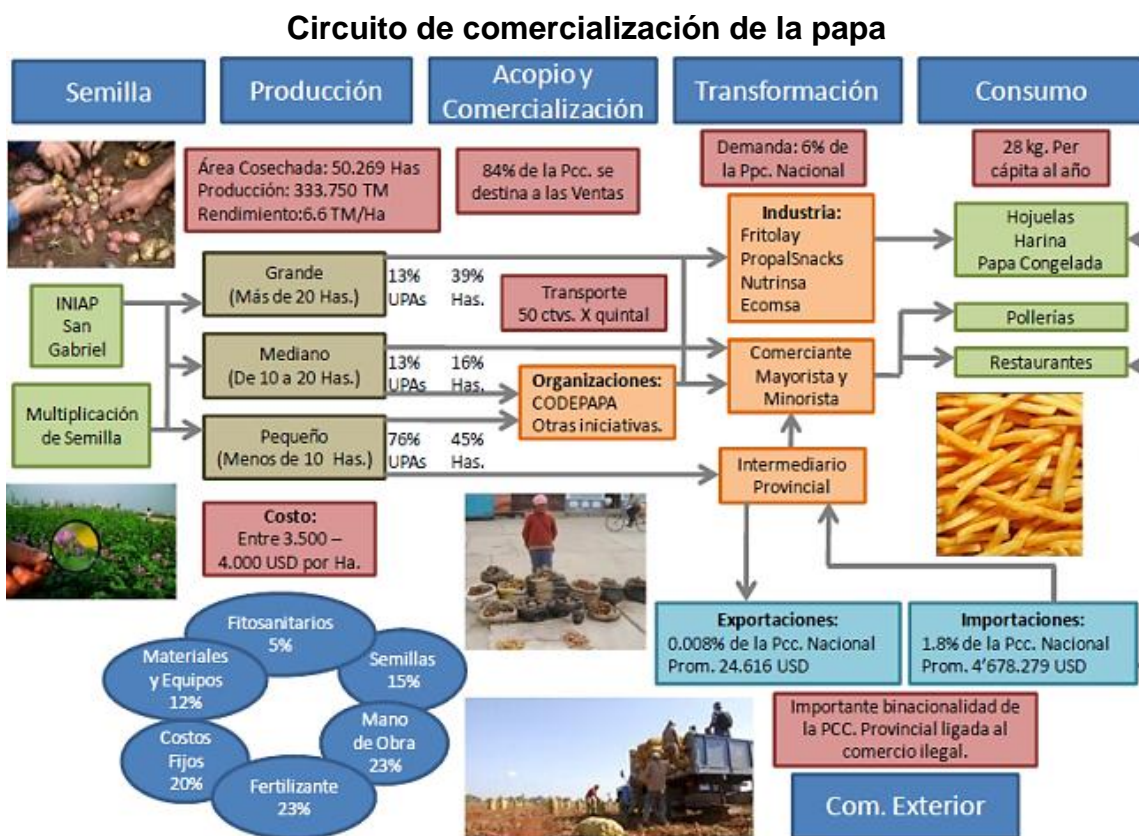 Circuito de comercialización de la papa
Semilla
Producción
Acopio y
Comercialización
Transformación
Consumo
Área Cosechada: 50.269 Has
Producción: 333.750 TM
Rendimiento:6.6 TM/Ha
84% de la Pcc. se
destina a las Ventas
Demanda: 6% de
la Ppc. Nacional
28 kg. Per
cápita al año
INIAP
San
Gabriel
Multiplicación
de Semilla
Grande
(Más de 20 Has.)
13%
UPAs
39%
Has.
Mediano
(De 10 a 20 Has.)
13%
UPAs
16%
Has.
Pequeño
(Menos de 10 Has.)
76%
UPAs
45%
Has.
Transporte
50 ctvs. X quintal
Organizaciones:
CODEPAPA
Otras iniciativas.
Industria:
Fritolay
PropalSnacks
Nutrinsa
Ecomsa
Comerciante
Mayorista y
Minorista
Intermediario
Provincial
Hojuelas
Harina
Papa Congelada
Pollerías
Restaurantes
Costo:
Entre 3.500 –
4.000 USD por Ha.
Fitosanitarios
5%
Semillas
15%
Mano
de Obra
23%
Fertilizante
23%
Costos
Fijos
20%
Materiales
y Equipos
12%
Exportaciones:
0.008% de la Pcc. Nacional
Prom. 24.616 USD
Importaciones:
1.8% de la Pcc. Nacional
Prom. 4’678.279 USD
Importante binacionalidad de
la PCC. Provincial ligada al
comercio ilegal.
Com. Exterior